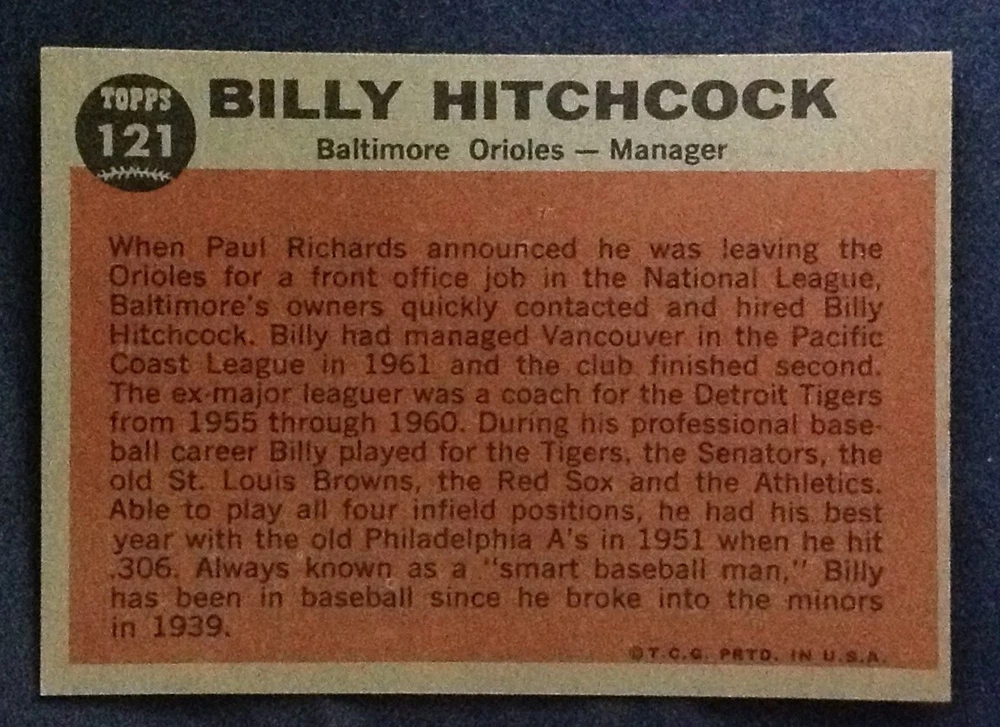 TOPPS
121
BILLY HITCHCOCK
Baltimore Orioles — Manager
When Paul Richards announced he was leaving the
Orioles for a front office job in the National League,
Baltimore's owners quickly contacted and hired Billy
Hitchcock. Billy had managed Vancouver in the Pacific
Coast League in 1961 and the club finished second.
The ex-major leaguer was a coach for the Detroit Tigers
from 1955 through 1960. During his professional base-
ball career Billy played for the Tigers, the Senators, the
old St. Louis Browns, the Red Sox and the Athletics.
Able to play all four infield positions, he had his best
year with the old Philadelphia A's in 1951 when he hit
.306. Always known as a "smart baseball man," Billy
has been in baseball since he broke into the minors
in 1939.
©T.C.G. PRTD. IN U.S.A.